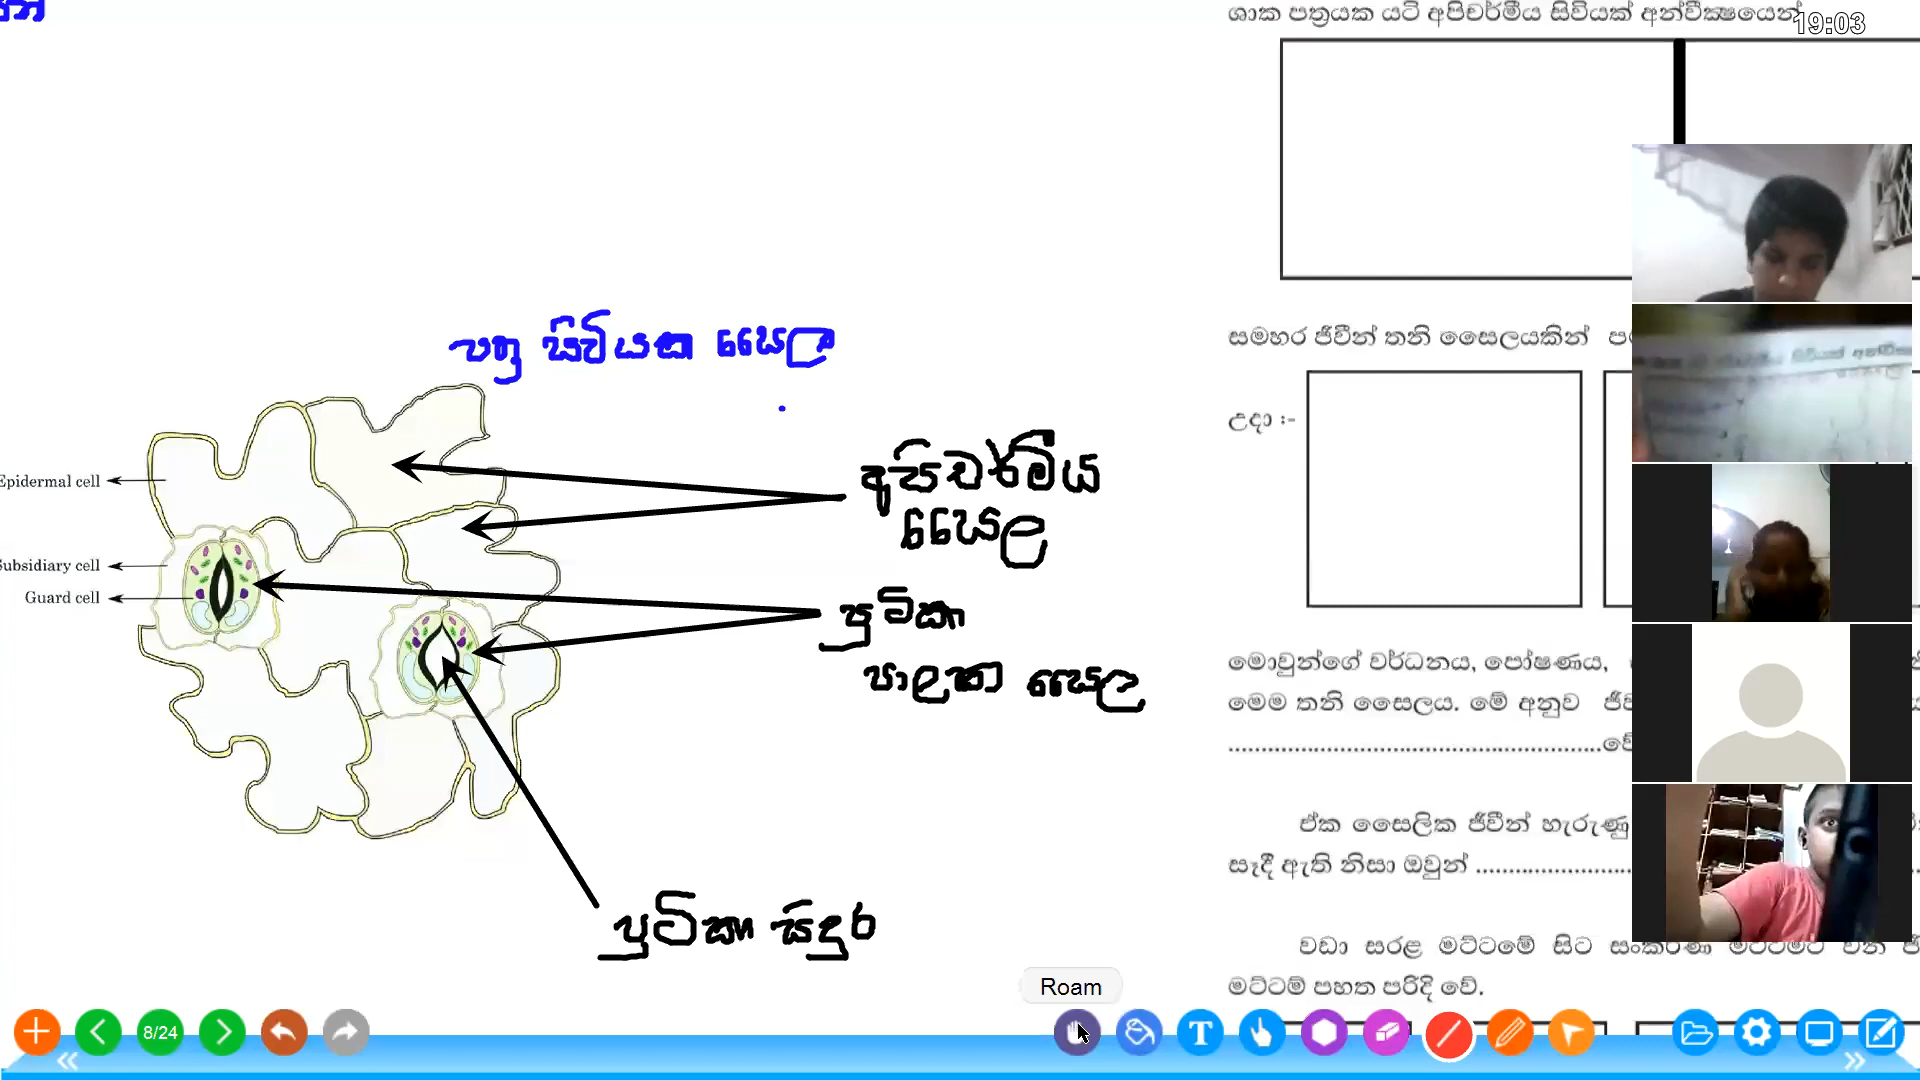 ශාක පත්‍රයක යටි අපිචර්මීය සිවියක් අන්වීක්ෂයෙන්
19:03
පතු සිවියක සෛල
Epidermal cell
Subsidiary cell
Guard cell
අපිචර්මීය
සෛල
පුටිකා
පාලක සෛල
පුටිකා සිදුර
සමහර ජීවීන් තනි සෛලයකින්
උදා :-
මොවුන්ගේ වර්ධනය, පෝෂණය,
මෙම තනි සෛලය. මේ අනුව
ඒක සෛලික ජීවීන් හැරුණු
සෑදී ඇති නිසා ඔවුන් ........................
වඩා සරළ මට්ටමේ සිට සංකීර්ණ මට්ටමට වන
මට්ටම් පහත පරිදි වේ.
Roam
8/24